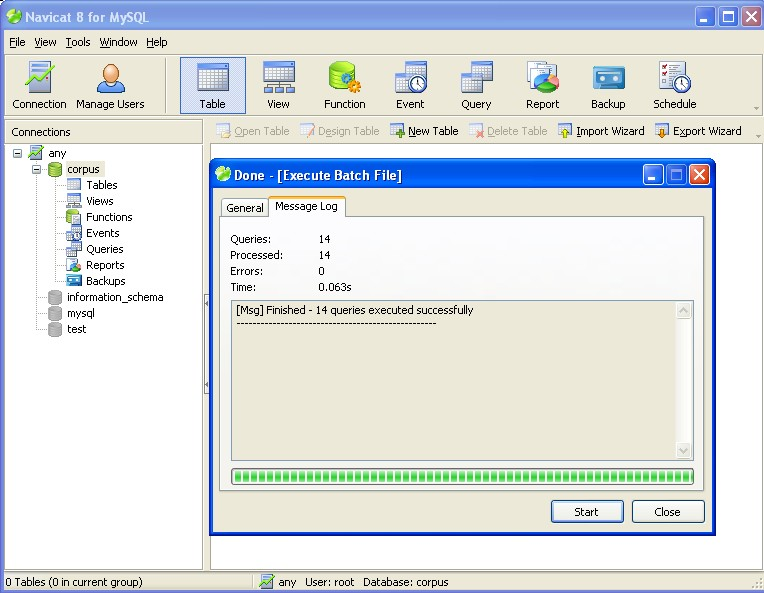 Navicat 8 for MySQL
File View Tools Window Help
Connection Manage Users Table View Function Event Query Report Backup Schedule
Connections
Open Table Design Table New Table Delete Table Import Wizard Export Wizard
any
corpus
Tables
Views
Functions
Events
Queries
Reports
Backups
information_schema
mysql
test
Done - [Execute Batch File]
General Message Log
Queries: 14
Processed: 14
Errors: 0
Time: 0.063s
[Msg] Finished - 14 queries executed successfully
--------------------------------------------------
Start Close
0 Tables (0 in current group) any User: root Database: corpus